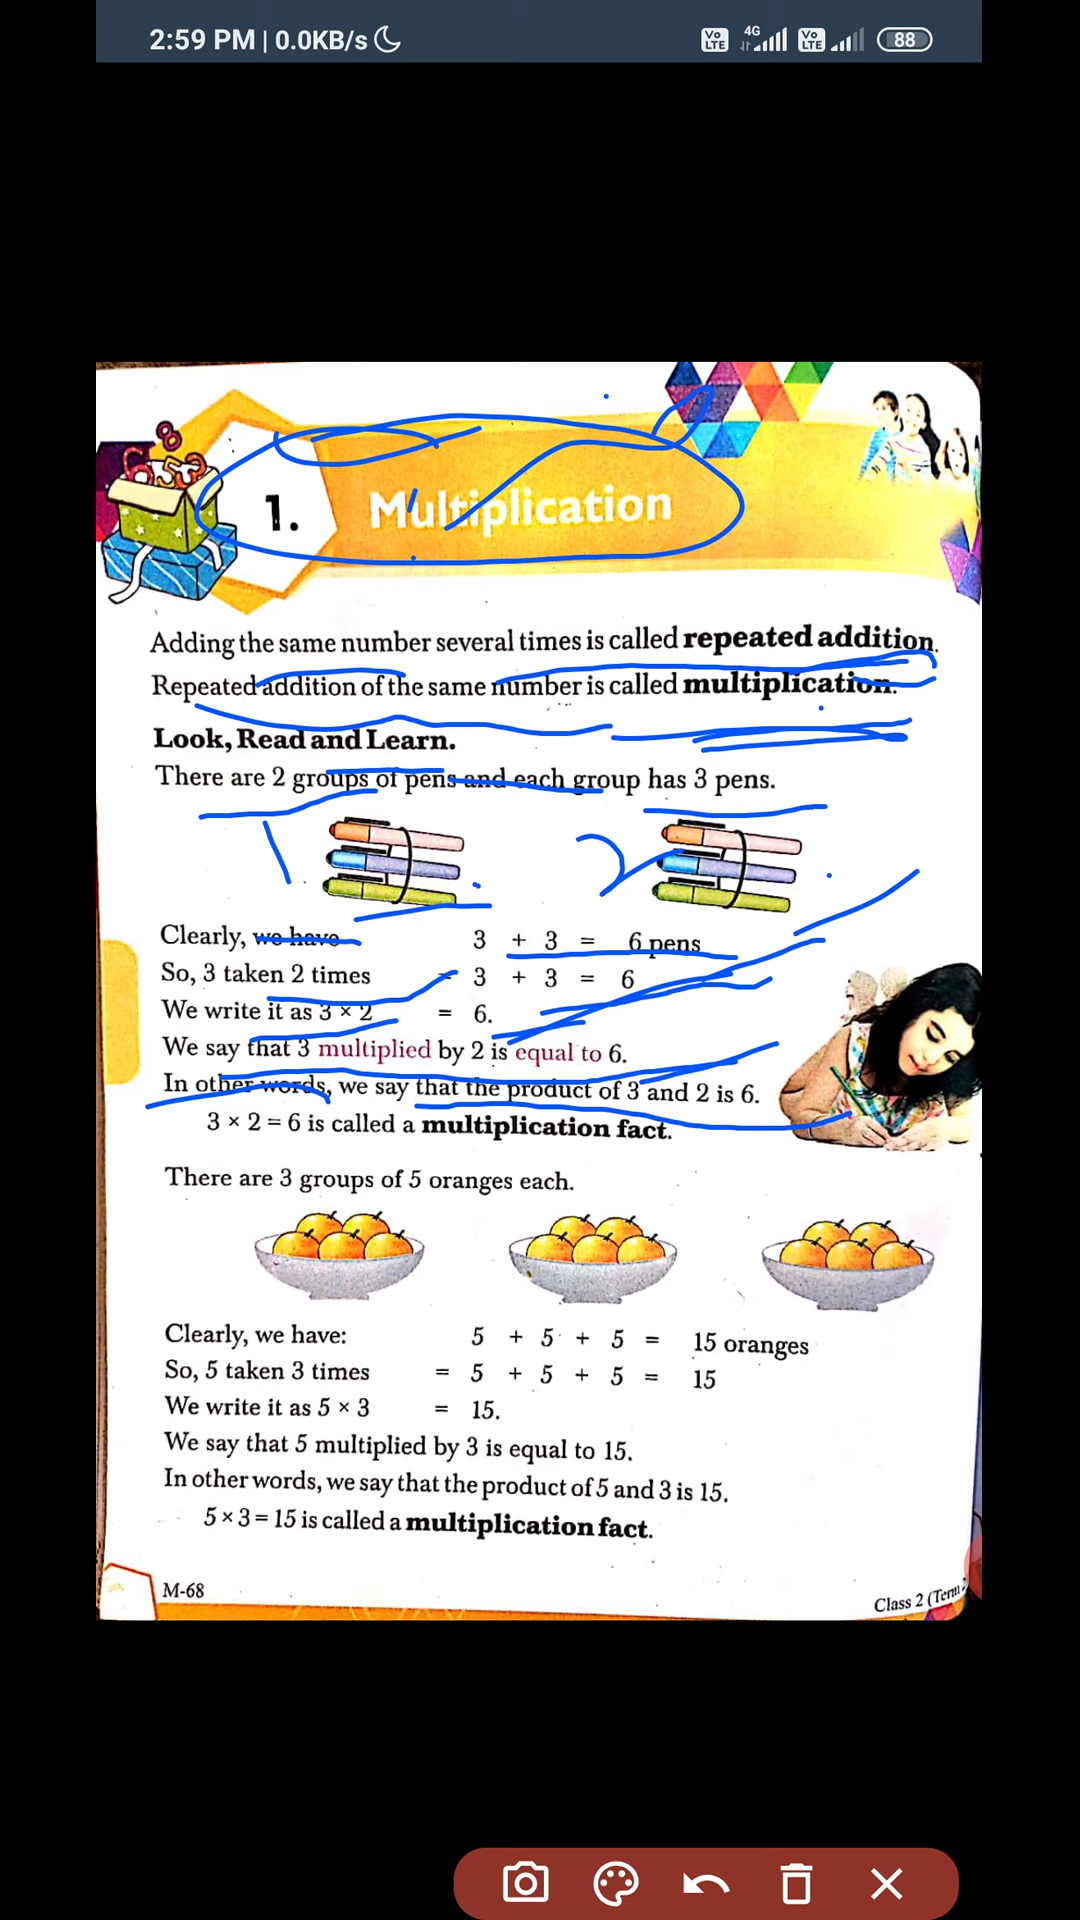 2:59 PM | 0.0KB/s
Vo LTE 4G Vo LTE 88
8
1. Multiplication
Adding the same number several times is called repeated addition.
Repeated addition of the same number is called multiplication.
Look, Read and Learn.
There are 2 groups of pens and each group has 3 pens.
1 2
Clearly, we have 3 + 3 = 6 pens
So, 3 taken 2 times = 3 + 3 = 6
We write it as 3 × 2 = 6.
We say that 3 multiplied by 2 is equal to 6.
In other words, we say that the product of 3 and 2 is 6.
3 × 2 = 6 is called a multiplication fact.
There are 3 groups of 5 oranges each.
Clearly, we have: 5 + 5 + 5 = 15 oranges
So, 5 taken 3 times = 5 + 5 + 5 = 15
We write it as 5 × 3 = 15.
We say that 5 multiplied by 3 is equal to 15.
In other words, we say that the product of 5 and 3 is 15.
5 × 3 = 15 is called a multiplication fact.
M-68
Class 2 (Term